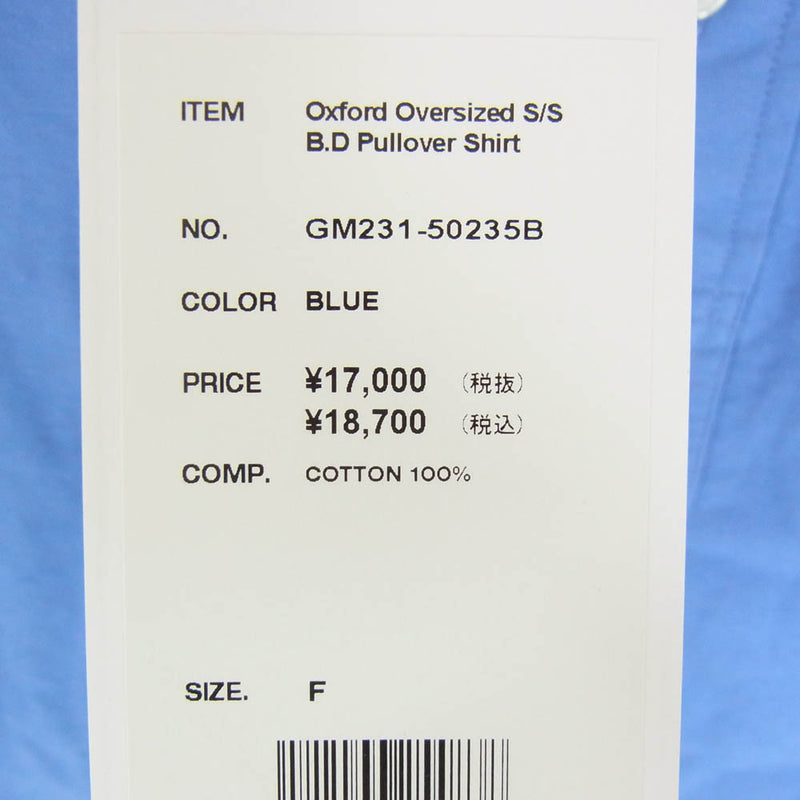 ITEM Oxford Oversized S/S
B.D Pullover Shirt
NO. GM231-50235B
COLOR BLUE
PRICE ¥17,000 (税抜)
¥18,700 (税込)
COMP. COTTON 100%
SIZE. F